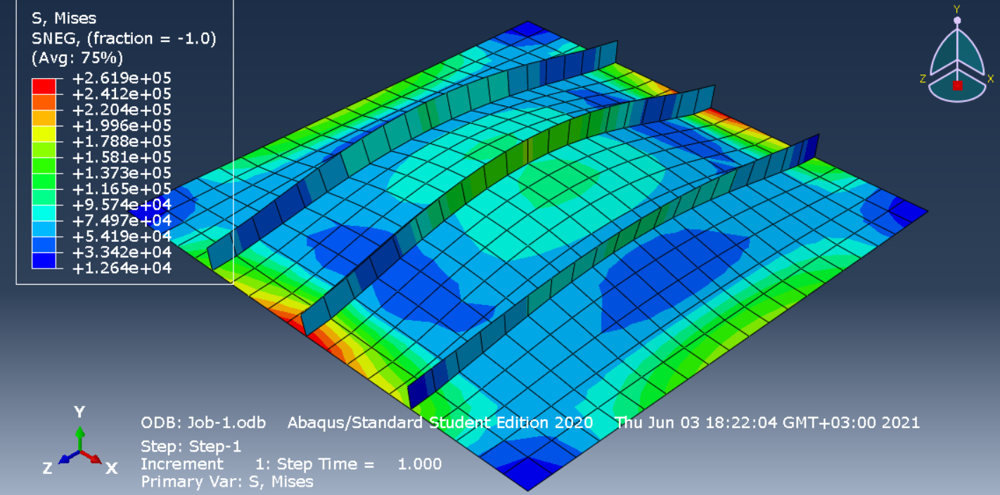 S, Mises
SNEG, (fraction = -1.0)
(Avg: 75%)
+2.619e+05
+2.412e+05
+2.204e+05
+1.996e+05
+1.788e+05
+1.581e+05
+1.373e+05
+1.165e+05
+9.574e+04
+7.497e+04
+5.419e+04
+3.342e+04
+1.264e+04
Y
Z
X
Y
Z
X
ODB: Job-1.odb Abaqus/Standard Student Edition 2020 Thu Jun 03 18:22:04 GMT+03:00 2021
Step: Step-1
Increment 1: Step Time = 1.000
Primary Var: S, Mises